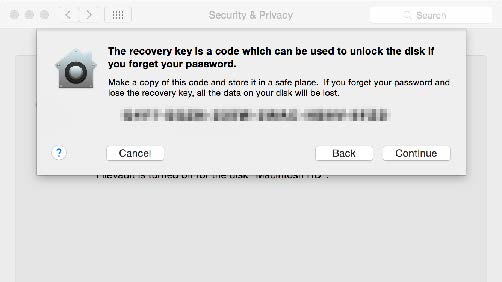 Security & Privacy
Search
The recovery key is a code which can be used to unlock the disk if
you forget your password.
Make a copy of this code and store it in a safe place. If you forget your password and
lose the recovery key, all the data on your disk will be lost.
?
Cancel
Back
Continue
FileVault is turned off for the disk "Macintosh HD".